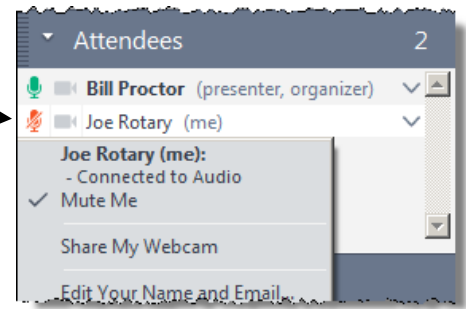 Attendees 2
Bill Proctor (presenter, organizer)
Joe Rotary (me)
Joe Rotary (me):
- Connected to Audio
Mute Me
Share My Webcam
Edit Your Name and Email...